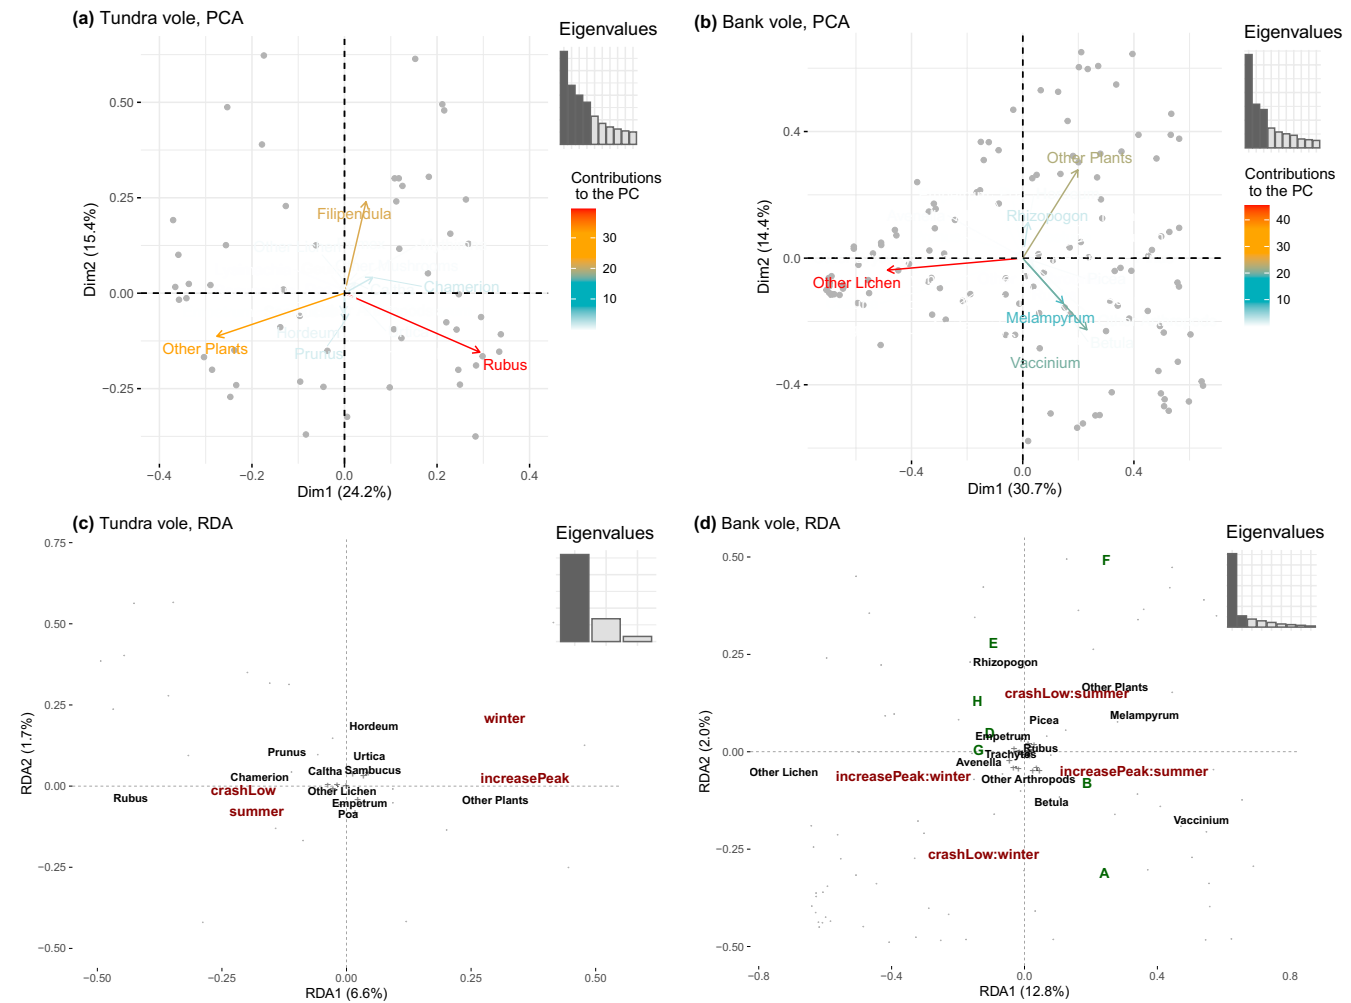 (a) Tundra vole, PCA
Eigenvalues
0.50
0.25
0.00
−0.25
Dim2 (15.4%)
Filipendula
Chamerion
Hordeum
Prunus
Other Plants
Rubus
−0.4
−0.2
0.0
0.2
0.4
Dim1 (24.2%)
Contributions
to the PC
30
20
10
(b) Bank vole, PCA
Eigenvalues
0.4
0.0
−0.4
Dim2 (14.4%)
Other Plants
Rhizopogon
Other Lichen
Melampyrum
Betula
Vaccinium
−0.4
0.0
0.4
Dim1 (30.7%)
Contributions
to the PC
40
30
20
10
(c) Tundra vole, RDA
Eigenvalues
0.75
0.50
0.25
0.00
−0.25
−0.50
RDA2 (1.7%)
winter
Hordeum
Prunus
Urtica
Caltha
Sambucus
Chamerion
increasePeak
crashLow
Other Lichen
Rubus
Other Plants
Empetrum
summer
Poa
−0.50
−0.25
0.00
0.25
0.50
RDA1 (6.6%)
(d) Bank vole, RDA
Eigenvalues
0.50
0.25
0.00
−0.25
−0.50
RDA2 (2.0%)
F
E
Rhizopogon
Other Plants
crashLow:summer
H
Melampyrum
Picea
D
Empetrum
G
Rubus
Trachytes
Avenella
Other Lichen
increasePeak:winter
increasePeak:summer
Other Arthropods
B
Betula
Vaccinium
crashLow:winter
A
−0.8
−0.4
0.0
0.4
0.8
RDA1 (12.8%)